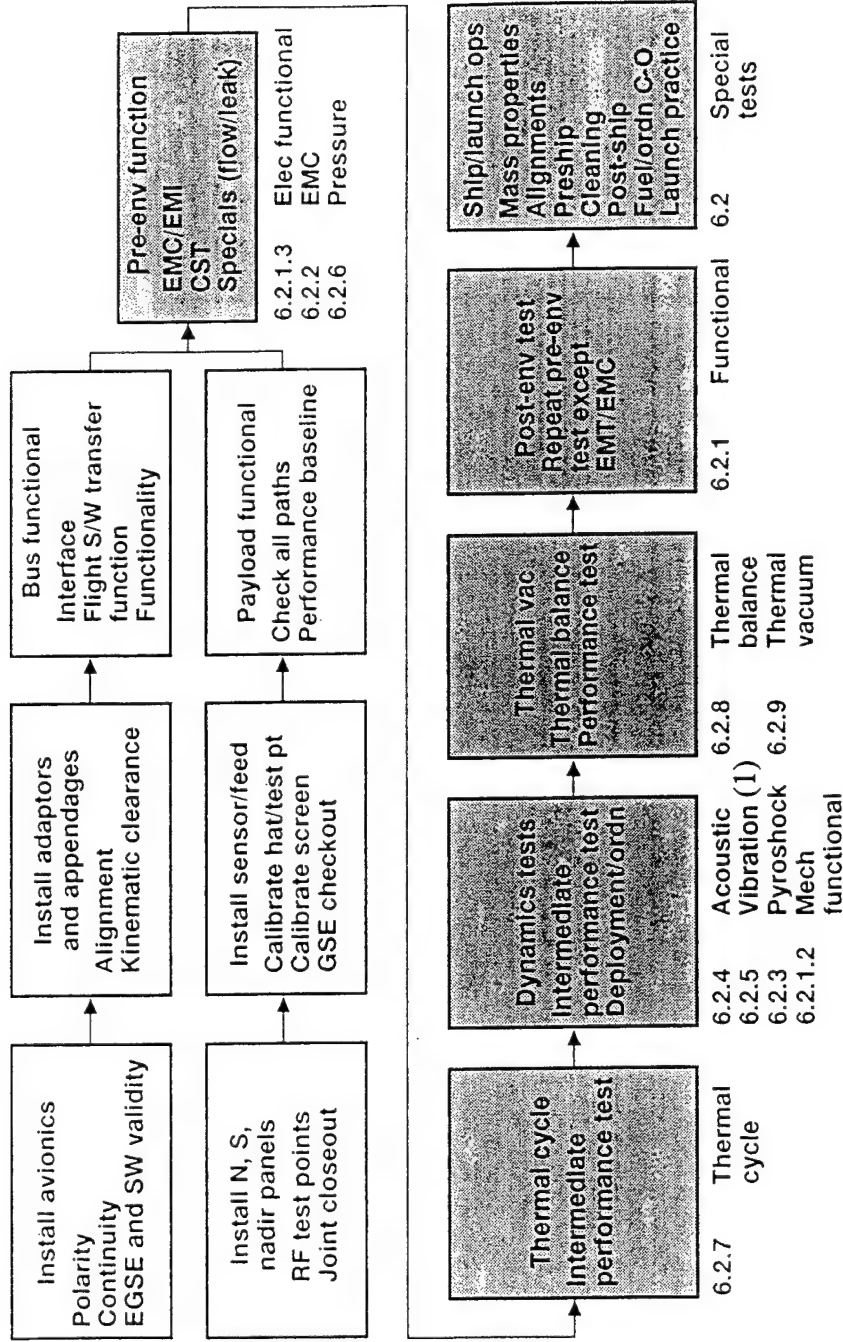 Install avionics
Polarity
Continuity
EGSE and SW validity
Install adaptors
and appendages
Alignment
Kinematic clearance
Bus functional
Interface
Flight S/W transfer
function
Functionality
Install N, S,
nadir panels
RF test points
Joint closeout
Install sensor/feed
Calibrate hat/test pt
Calibrate screen
GSE checkout
Payload functional
Check all paths
Performance baseline
Pre-env function
EMC/EMI
CST
Specials (flow/leak)
6.2.1.3 Elec functional
6.2.2 EMC
6.2.6 Pressure
Thermal cycle
Intermediate
performance test
6.2.7 Thermal
cycle
Dynamics tests
Intermediate
performance test
Deployment/ordn
6.2.4 Acoustic
6.2.5 Vibration (1)
6.2.3 Pyroshock
6.2.1.2 Mech
functional
Thermal vac.
Thermal balance
Performance test
6.2.8 Thermal
balance
6.2.9 Thermal
vacuum
Post-env test
Repeat pre-env
test except
EMT/EMC
6.2.1 Functional
Ship/launch ops
Mass properties
Alignments
Preship
Cleaning
Post-ship
Fuel/ordn C-O
Launch practice
6.2 Special
tests